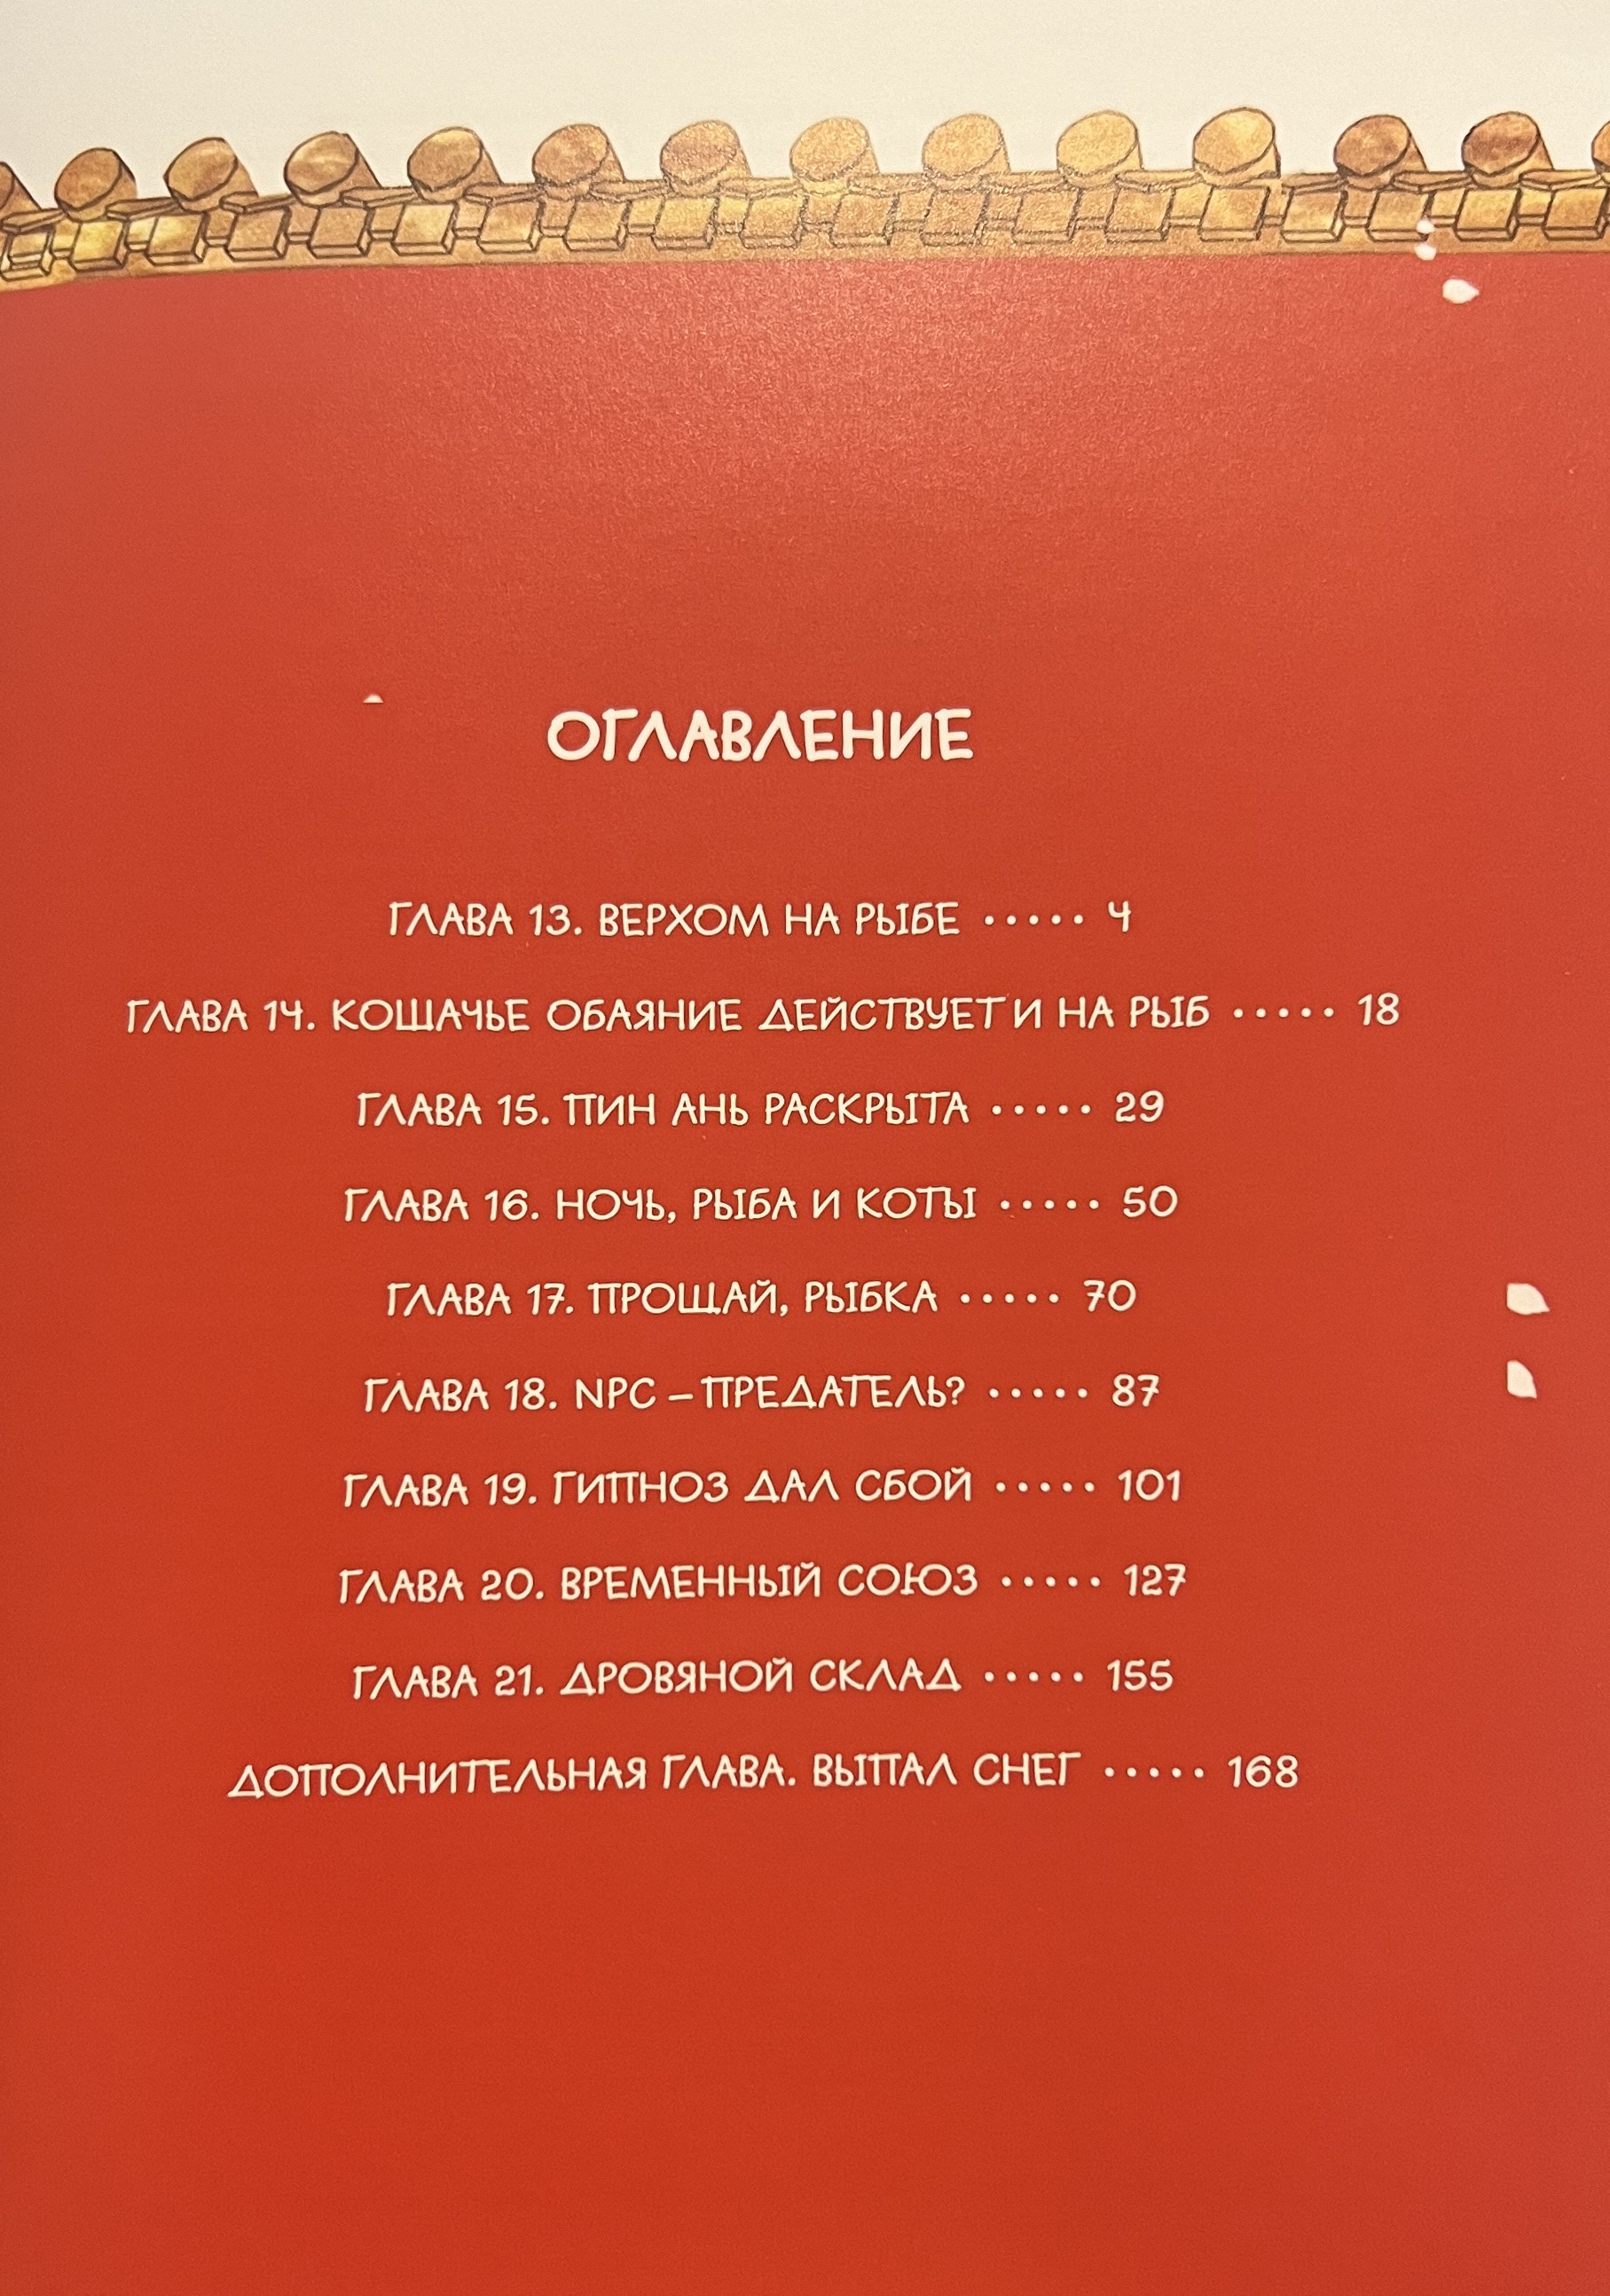 ОГЛАВЛЕНИЕ
ГЛАВА 13. ВЕРХОМ НА РЫБЕ ····· 4
ГЛАВА 14. КОШАЧЬЕ ОБАЯНИЕ ДЕЙСТВУЕТ И НА РЫБ ····· 18
ГЛАВА 15. ПИН АНЬ РАСКРЫТА ····· 29
ГЛАВА 16. НОЧЬ, РЫБА И КОТЫ ····· 50
ГЛАВА 17. ПРОЩАЙ, РЫБКА ····· 70
ГЛАВА 18. NPC – ПРЕДАТЕЛЬ? ····· 87
ГЛАВА 19. ГИПНОЗ ДАЛ СБОЙ ····· 101
ГЛАВА 20. ВРЕМЕННЫЙ СОЮЗ ····· 127
ГЛАВА 21. ДРОВЯНОЙ СКЛАД ····· 155
ДОПОЛНИТЕЛЬНАЯ ГЛАВА. ВЫПАЛ СНЕГ ····· 168